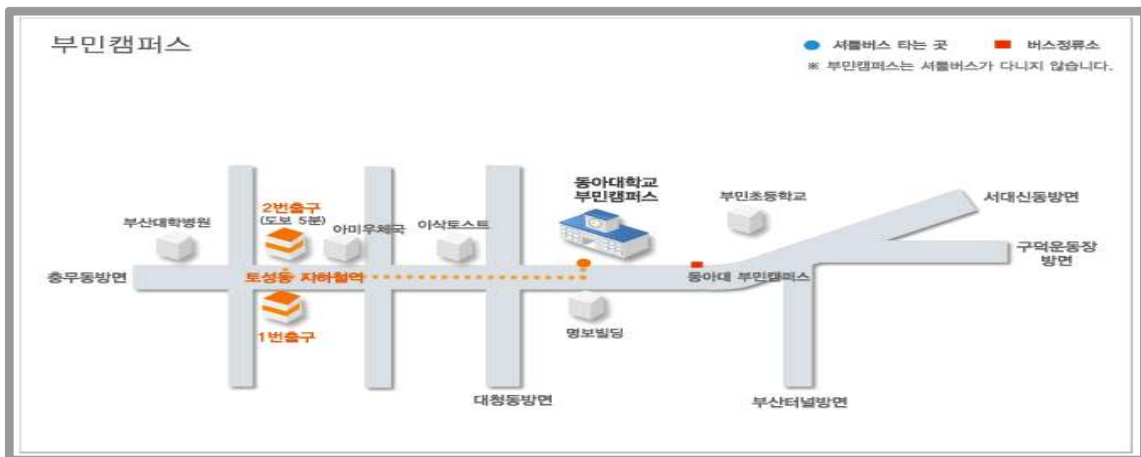 부민캠퍼스
셔틀버스 타는 곳
버스정류소
※ 부민캠퍼스는 셔틀버스가 다니지 않습니다.
동아대학교
부민캠퍼스
부민초등학교
서대신동방면
2번출구
(도보 5분)
부산대학병원
아미우체국
이삭토스트
구덕운동장
방면
충무동방면
토성동 지하철역
동아대 부민캠퍼스
1번출구
명보빌딩
대청동방면
부산터널방면